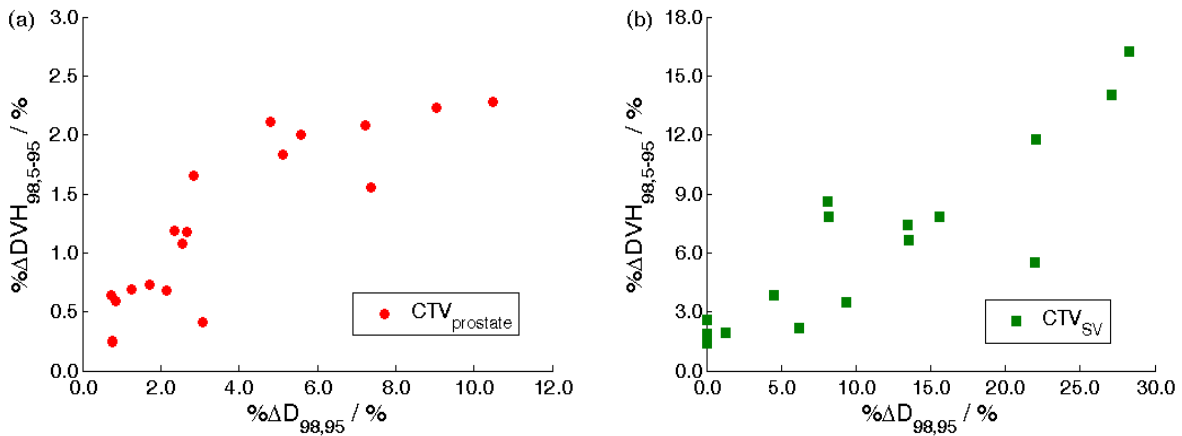 (a)
3.0
2.5
2.0
1.5
1.0
0.5
0.0
%ΔDVH98,5-95 / %
CTVprostate
0.0 2.0 4.0 6.0 8.0 10.0 12.0
%ΔD98,95 / %
(b)
18.0
15.0
12.0
9.0
6.0
3.0
0.0
%ΔDVH98,5-95 / %
CTVSV
0.0 5.0 10.0 15.0 20.0 25.0 30.0
%ΔD98,95 / %